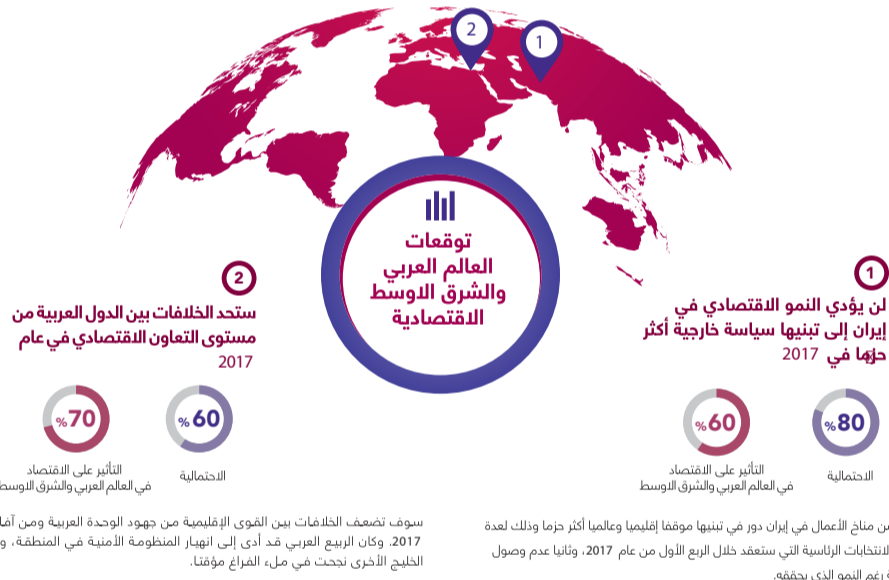 2
1
توقعات
العالم العربي
والشرق الاوسط
الاقتصادية
1
لن يؤدي النمو الاقتصادي في
إيران إلى تبنيها سياسة خارجية أكثر
حزما في 2017
%80
الاحتمالية
%60
التأثير على الاقتصاد
في العالم العربي والشرق الاوسط
من مناخ الأعمال في إيران دور في تبنيها موقفا إقليميا وعالميا أكثر حزما وذلك لعدة
الانتخابات الرئاسية التي ستعقد خلال الربع الأول من عام 2017، وثانيا عدم وصول
رغم النمو الذي يحققه.
2
ستحد الخلافات بين الدول العربية من
مستوى التعاون الاقتصادي في عام
2017
%60
الاحتمالية
%70
التأثير على الاقتصاد
في العالم العربي والشرق الاوسط
سوف تضعف الخلافات بين القوى الإقليمية من جهود الوحدة العربية ومن
2017. وكان الربيع العربي قد أدى إلى انهيار المنظومة الأمنية في المنطقة،
الخليج الأخرى نجحت في ملء الفراغ مؤقتا.